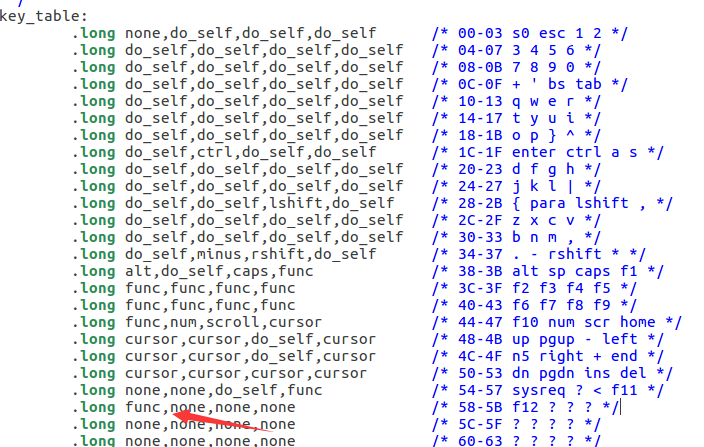 */
key_table:
.long none,do_self,do_self,do_self /* 00-03 s0 esc 1 2 */
.long do_self,do_self,do_self,do_self /* 04-07 3 4 5 6 */
.long do_self,do_self,do_self,do_self /* 08-0B 7 8 9 0 */
.long do_self,do_self,do_self,do_self /* 0C-0F + ' bs tab */
.long do_self,do_self,do_self,do_self /* 10-13 q w e r */
.long do_self,do_self,do_self,do_self /* 14-17 t y u i */
.long do_self,do_self,do_self,do_self /* 18-1B o p } ^ */
.long do_self,ctrl,do_self,do_self /* 1C-1F enter ctrl a s */
.long do_self,do_self,do_self,do_self /* 20-23 d f g h */
.long do_self,do_self,do_self,do_self /* 24-27 j k l | */
.long do_self,do_self,lshift,do_self /* 28-2B { para lshift , */
.long do_self,do_self,do_self,do_self /* 2C-2F z x c v */
.long do_self,do_self,do_self,do_self /* 30-33 b n m , */
.long do_self,minus,rshift,do_self /* 34-37 . - rshift * */
.long alt,do_self,caps,func /* 38-3B alt sp caps f1 */
.long func,func,func,func /* 3C-3F f2 f3 f4 f5 */
.long func,func,func,func /* 40-43 f6 f7 f8 f9 */
.long func,num,scroll,cursor /* 44-47 f10 num scr home */
.long cursor,cursor,do_self,cursor /* 48-4B up pgup - left */
.long cursor,cursor,do_self,cursor /* 4C-4F n5 right + end */
.long cursor,cursor,cursor,cursor /* 50-53 dn pgdn ins del */
.long none,none,do_self,func /* 54-57 sysreq ? < f11 */
.long func,none,none,none /* 58-5B f12 ? ? ? */
.long none,none,none,none /* 5C-5F ? ? ? ? */
.long none,none,none,none /* 60-63 ? ? ? ? */